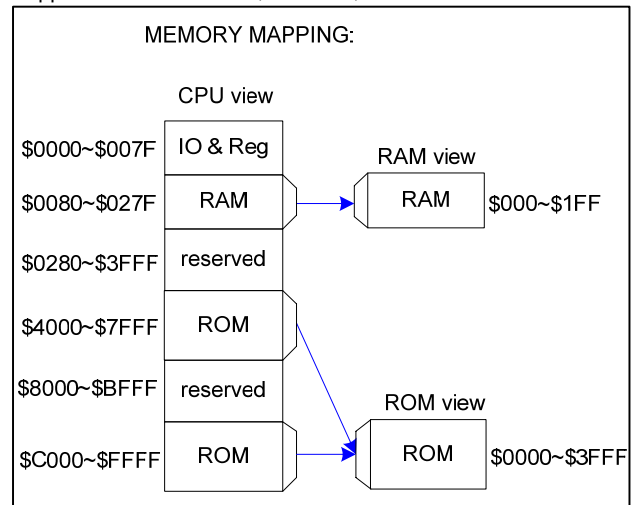 MEMORY MAPPING:
CPU view
$0000~$007F IO & Reg
RAM view
$0080~$027F RAM RAM $000~$1FF
$0280~$3FFF reserved
$4000~$7FFF ROM
$8000~$BFFF reserved
ROM view
$C000~$FFFF ROM ROM $0000~$3FFF